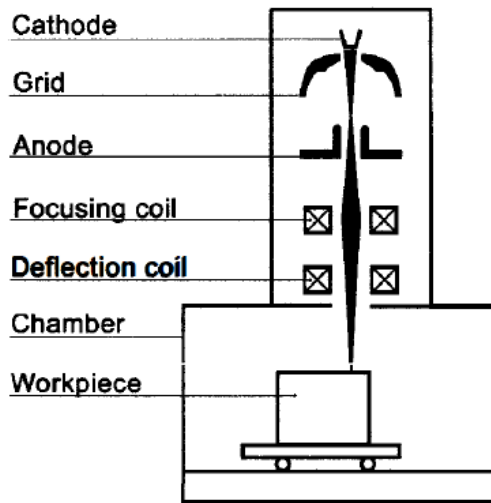 Cathode
Grid
Anode
Focusing coil
Deflection coil
Chamber
Workpiece